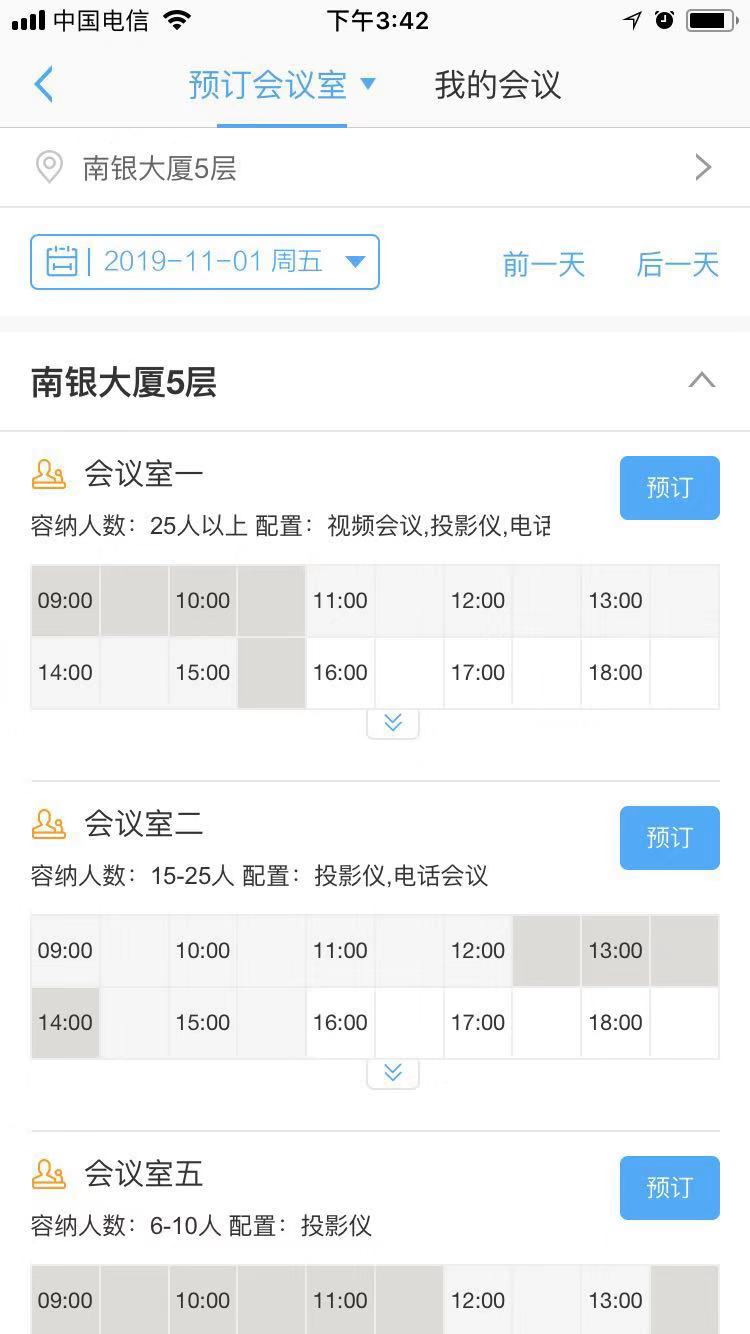 中国电信 下午3:42
预订会议室 我的会议
南银大厦5层
2019-11-01 周五 前一天 后一天
南银大厦5层
会议室一 预订
容纳人数：25人以上 配置：视频会议,投影仪,电话
09:00 10:00 11:00 12:00 13:00
14:00 15:00 16:00 17:00 18:00
会议室二 预订
容纳人数：15-25人 配置：投影仪,电话会议
09:00 10:00 11:00 12:00 13:00
14:00 15:00 16:00 17:00 18:00
会议室五 预订
容纳人数：6-10人 配置：投影仪
09:00 10:00 11:00 12:00 13:00